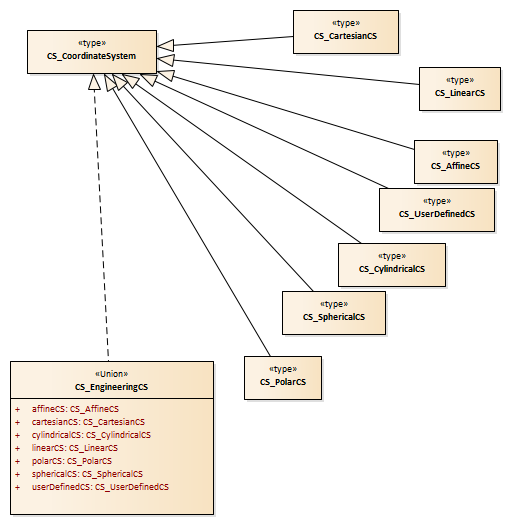 «type»
CS_CartesianCS
«type»
CS_CoordinateSystem
«type»
CS_LinearCS
«type»
CS_AffineCS
«type»
CS_UserDefinedCS
«type»
CS_CylindricalCS
«type»
CS_SphericalCS
«type»
CS_PolarCS
«Union»
CS_EngineeringCS
+ affineCS: CS_AffineCS
+ cartesianCS: CS_CartesianCS
+ cylindricalCS: CS_CylindricalCS
+ linearCS: CS_LinearCS
+ polarCS: CS_PolarCS
+ sphericalCS: CS_SphericalCS
+ userDefinedCS: CS_UserDefinedCS